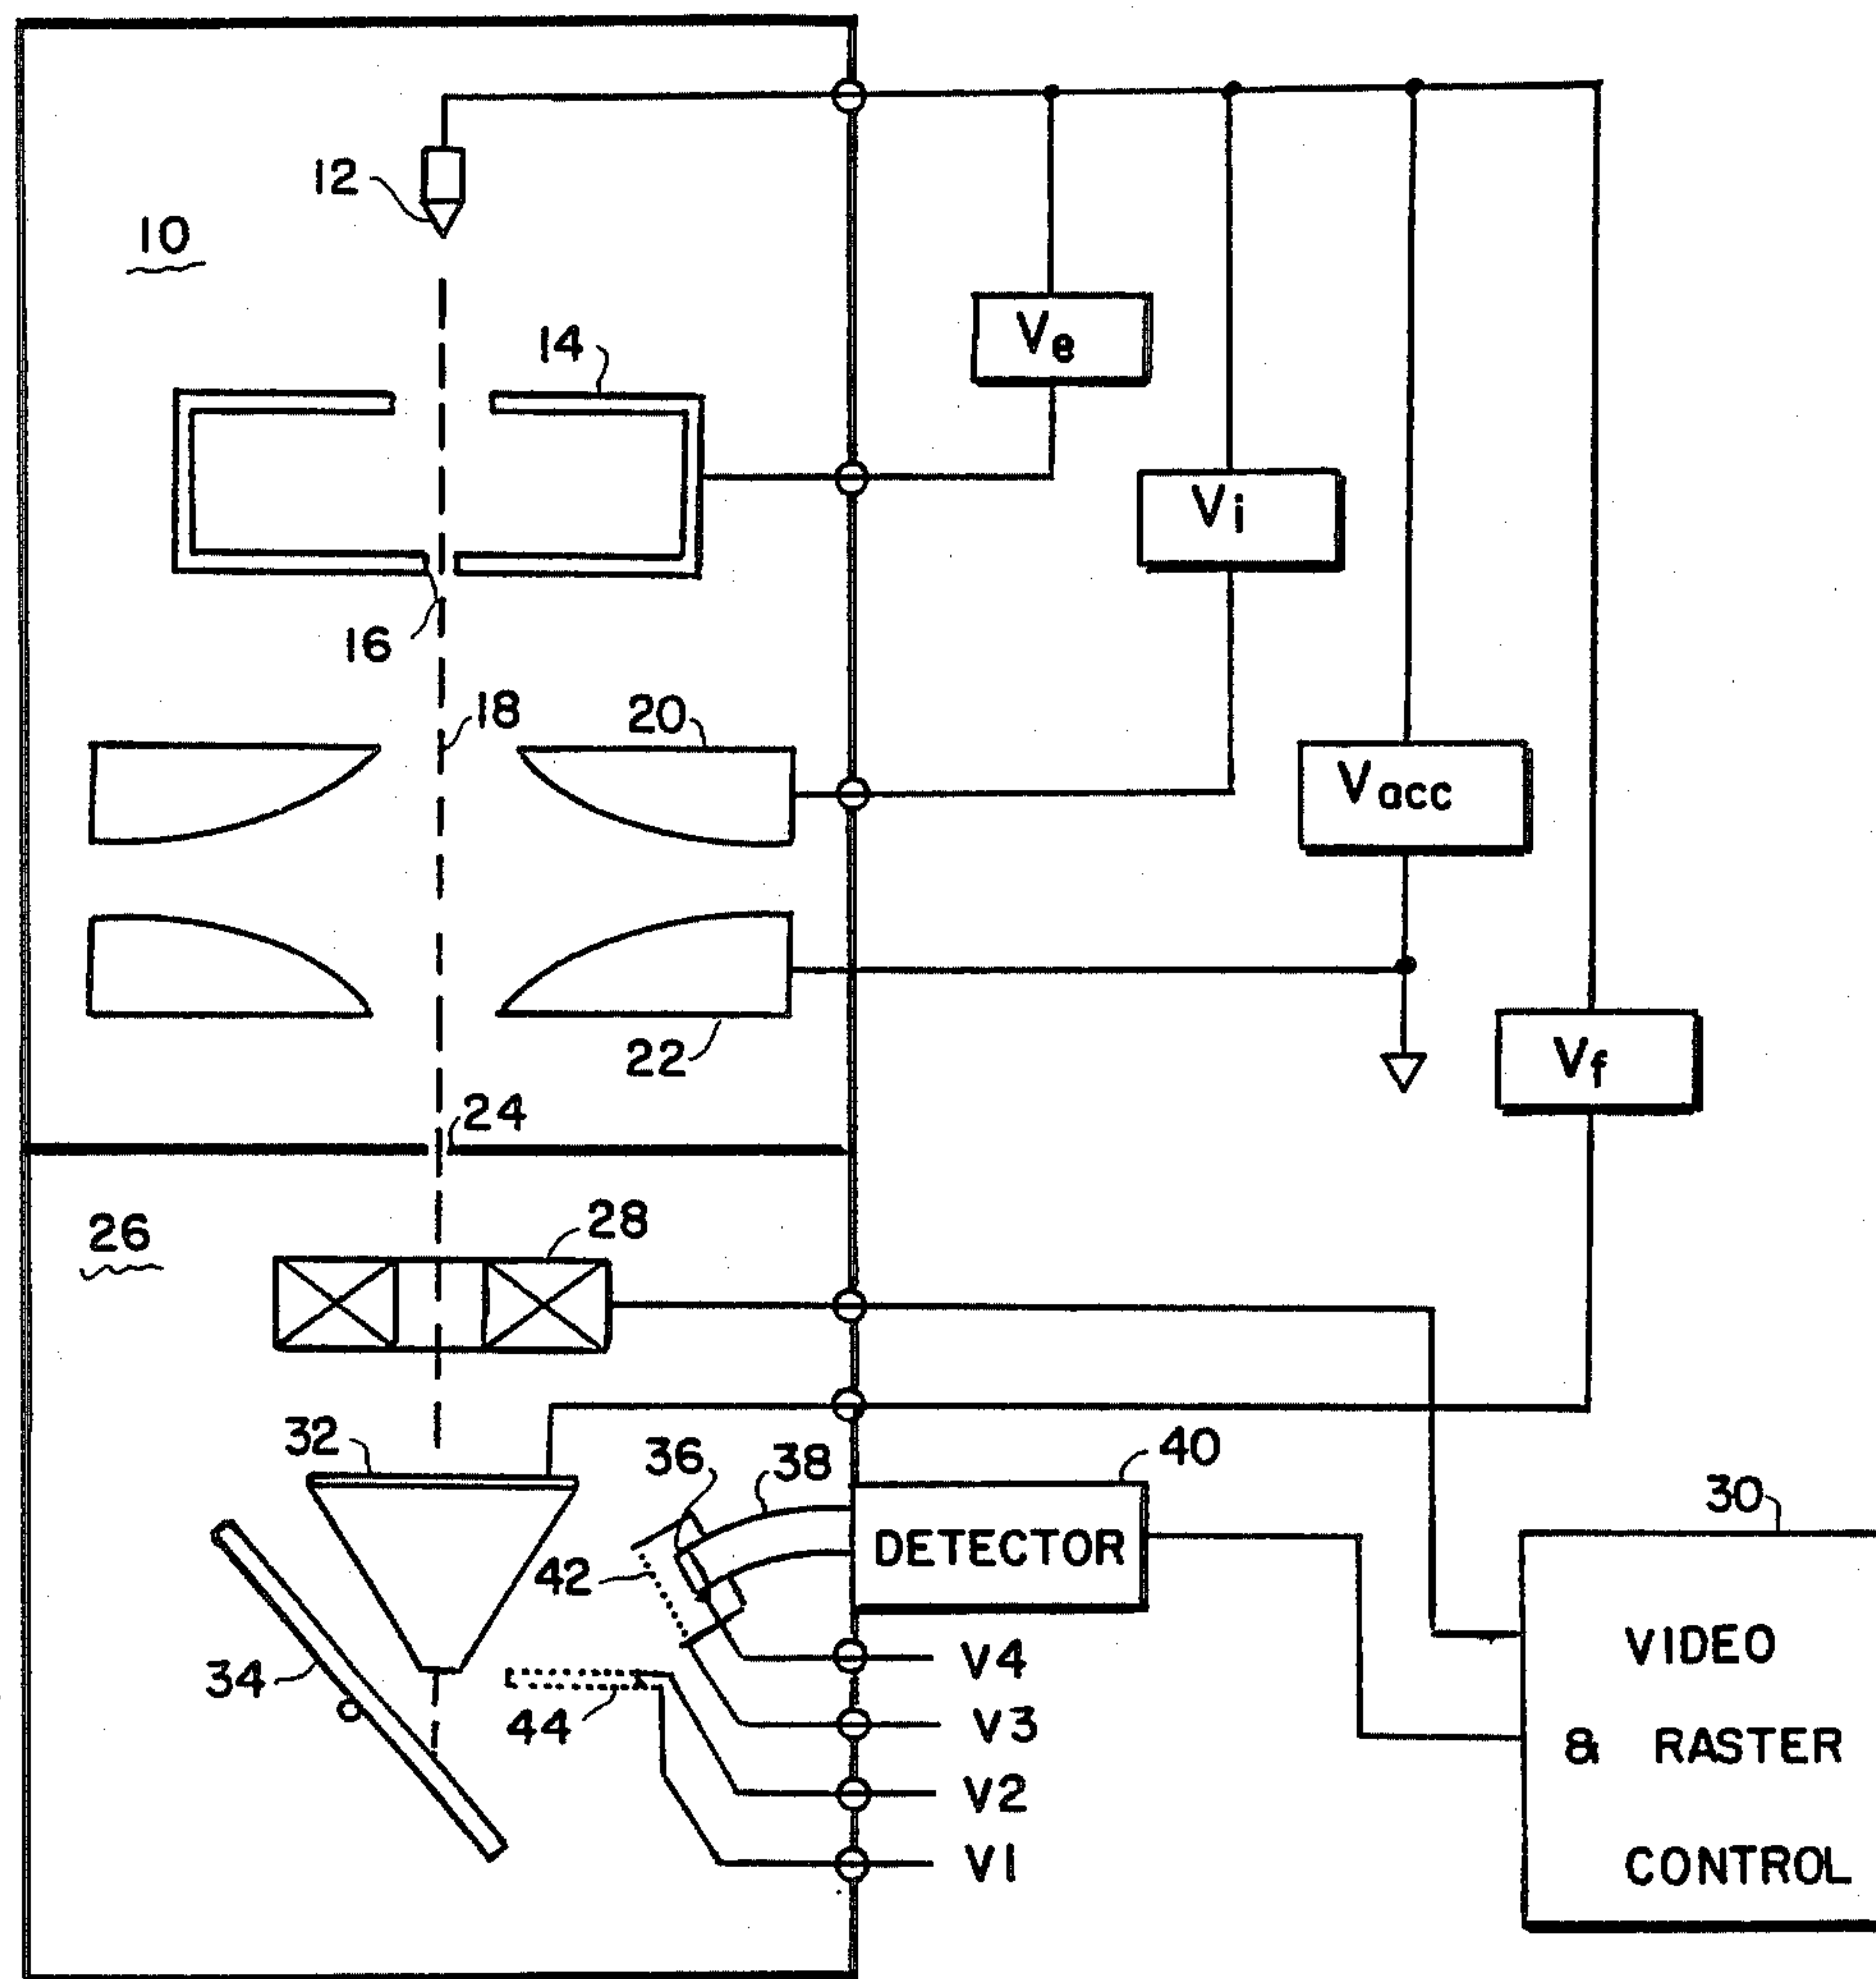 12
10
Ve
14
Vi
16
18
20
Vacc
22
Vf
24
26
28
32
36
38
40
30
42
DETECTOR
34
44
V4
V3
V2
V1
VIDEO
& RASTER
CONTROL